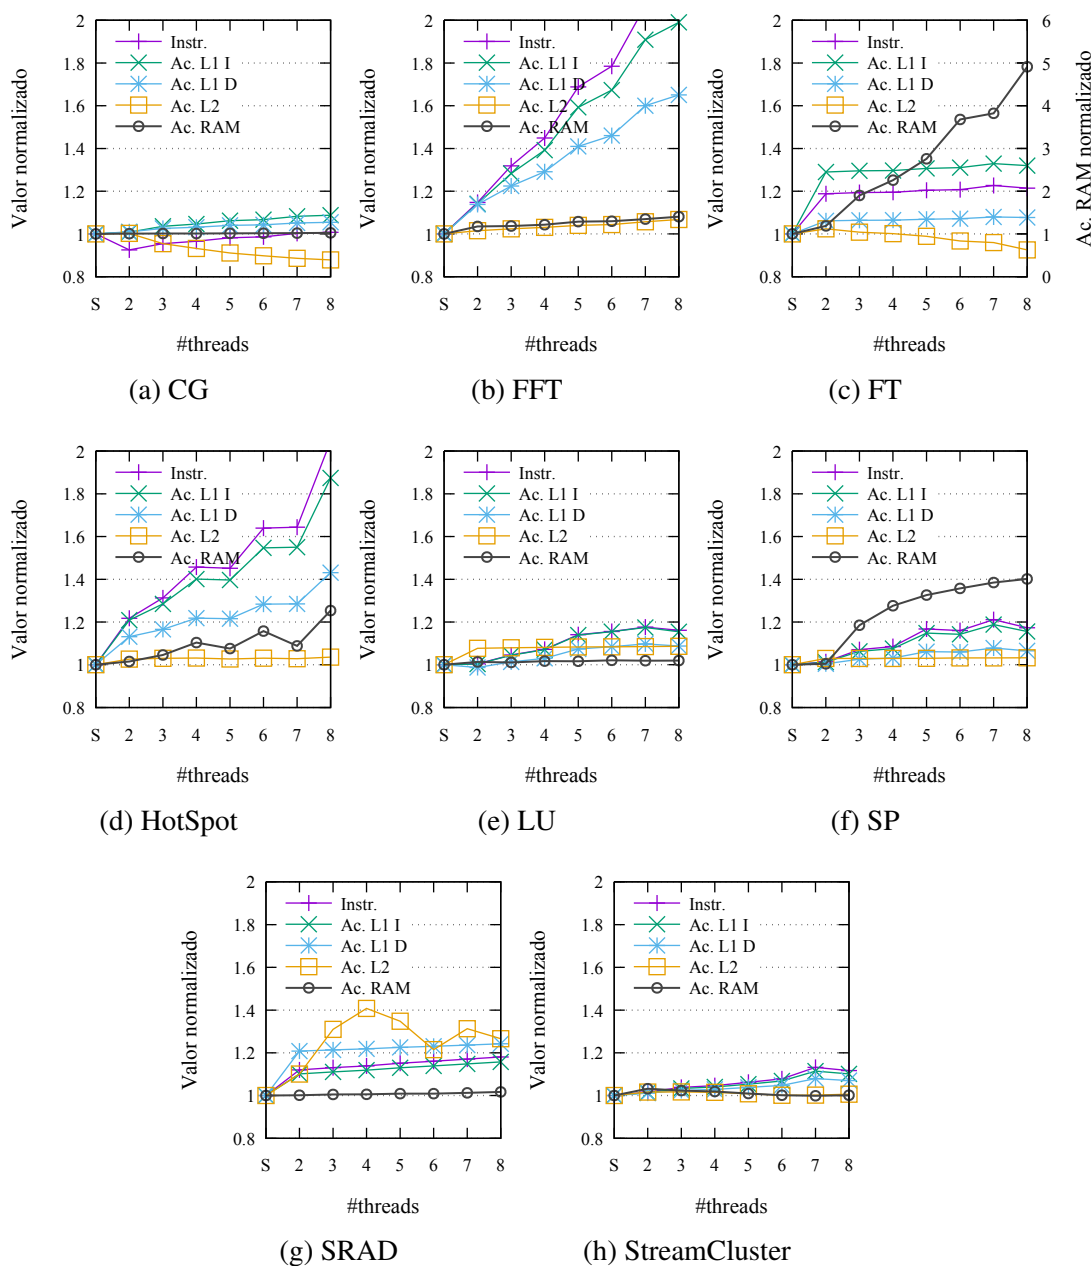 Valor normalizado
2
1.8
1.6
1.4
1.2
1
0.8
S 2 3 4 5 6 7 8
#threads
Instr.
Ac. L1 I
Ac. L1 D
Ac. L2
Ac. RAM
(a) CG
Valor normalizado
2
1.8
1.6
1.4
1.2
1
0.8
S 2 3 4 5 6 7 8
#threads
Instr.
Ac. L1 I
Ac. L1 D
Ac. L2
Ac. RAM
(b) FFT
Valor normalizado
2
1.8
1.6
1.4
1.2
1
0.8
S 2 3 4 5 6 7 8
#threads
Instr.
Ac. L1 I
Ac. L1 D
Ac. L2
Ac. RAM
6
5
4
3
2
1
0
Ac. RAM normalizado
(c) FT
Valor normalizado
2
1.8
1.6
1.4
1.2
1
0.8
S 2 3 4 5 6 7 8
#threads
Instr.
Ac. L1 I
Ac. L1 D
Ac. L2
Ac. RAM
(d) HotSpot
Valor normalizado
2
1.8
1.6
1.4
1.2
1
0.8
S 2 3 4 5 6 7 8
#threads
Instr.
Ac. L1 I
Ac. L1 D
Ac. L2
Ac. RAM
(e) LU
Valor normalizado
2
1.8
1.6
1.4
1.2
1
0.8
S 2 3 4 5 6 7 8
#threads
Instr.
Ac. L1 I
Ac. L1 D
Ac. L2
Ac. RAM
(f) SP
Valor normalizado
2
1.8
1.6
1.4
1.2
1
0.8
S 2 3 4 5 6 7 8
#threads
Instr.
Ac. L1 I
Ac. L1 D
Ac. L2
Ac. RAM
(g) SRAD
Valor normalizado
2
1.8
1.6
1.4
1.2
1
0.8
S 2 3 4 5 6 7 8
#threads
Instr.
Ac. L1 I
Ac. L1 D
Ac. L2
Ac. RAM
(h) StreamCluster